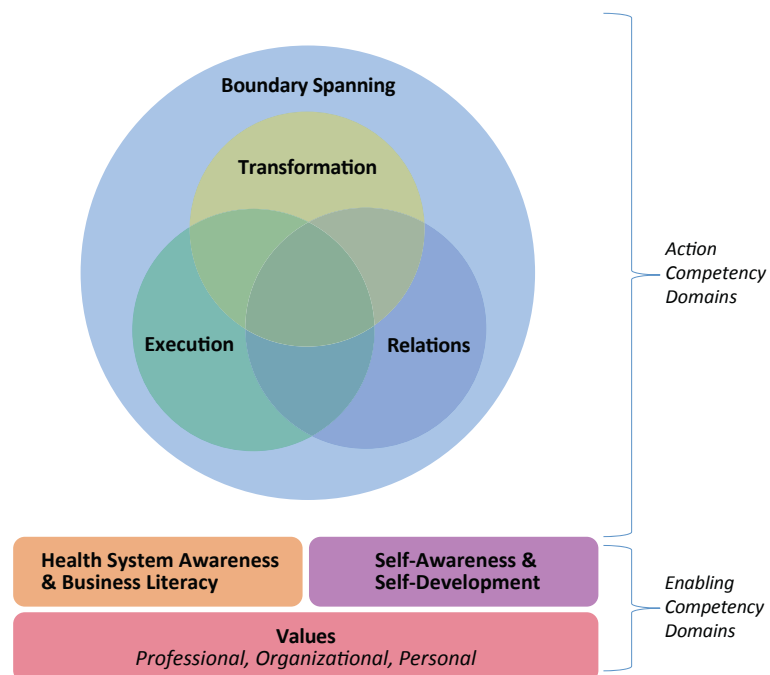 Boundary Spanning
Transformation
Execution
Relations
Action
Competency
Domains
Health System Awareness
& Business Literacy
Self-Awareness &
Self-Development
Enabling
Competency
Domains
Values
Professional, Organizational, Personal